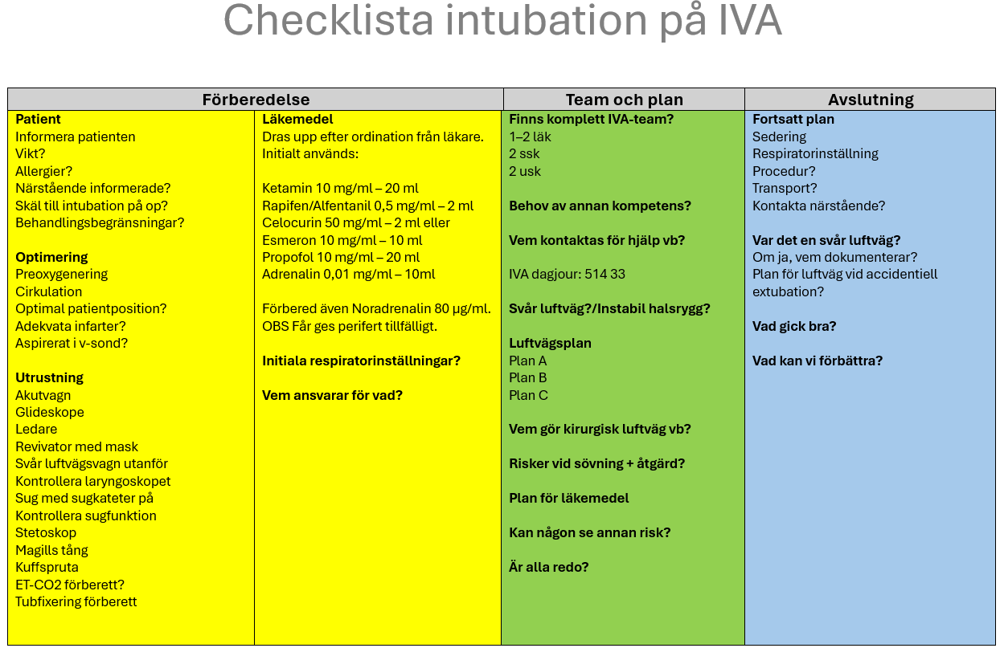 Checklista intubation på IVA
Förberedelse
Team och plan
Avslutning
Patient
Informera patienten
Vikt?
Allergier?
Närstående informerade?
Skäl till intubation på op?
Behandlingsbegränsningar?
Optimering
Preoxygenering
Cirkulation
Optimal patientposition?
Adekvata infarter?
Aspirerat i v-sond?
Utrustning
Akutvagn
Glideskope
Ledare
Revivator med mask
Svår luftvägsvagn utanför
Kontrollera laryngoskopet
Sug med sugkateter på
Kontrollera sugfunktion
Stetoskop
Magills tång
Kuffspruta
ET-CO2 förberett?
Tubfixering förberett
Läkemedel
Dras upp efter ordination från läkare.
Initialt används:
Ketamin 10 mg/ml – 20 ml
Rapifen/Alfentanil 0,5 mg/ml – 2 ml
Celocurin 50 mg/ml – 2 ml eller
Esmeron 10 mg/ml – 10 ml
Propofol 10 mg/ml – 20 ml
Adrenalin 0,01 mg/ml – 10ml
Förbered även Noradrenalin 80 µg/ml.
OBS Får ges perifert tillfälligt.
Initiala respiratorinställningar?
Vem ansvarar för vad?
Finns komplett IVA-team?
1–2 läk
2 ssk
2 usk
Behov av annan kompetens?
Vem kontaktas för hjälp vb?
IVA dagjour: 514 33
Svår luftväg?/Instabil halsrygg?
Luftvägsplan
Plan A
Plan B
Plan C
Vem gör kirurgisk luftväg vb?
Risker vid sövning + åtgärd?
Plan för läkemedel
Kan någon se annan risk?
Är alla redo?
Fortsatt plan
Sedering
Respiratorinställning
Procedur?
Transport?
Kontakta närstående?
Var det en svår luftväg?
Om ja, vem dokumenterar?
Plan för luftväg vid accidentiell
extubation?
Vad gick bra?
Vad kan vi förbättra?